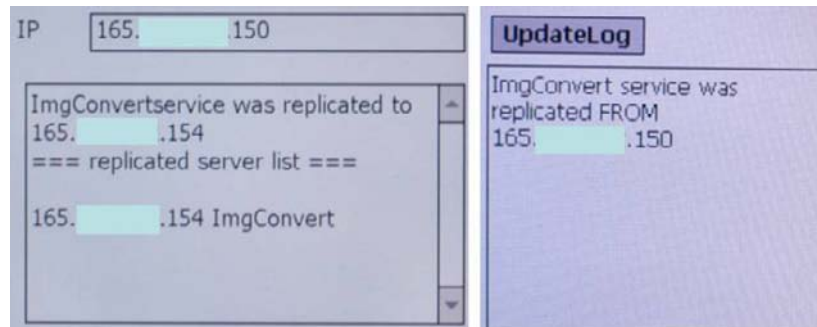 IP 165. .150
ImgConvertservice was replicated to
165. .154
=== replicated server list ===
165. .154 ImgConvert
UpdateLog
ImgConvert service was
replicated FROM
165. .150